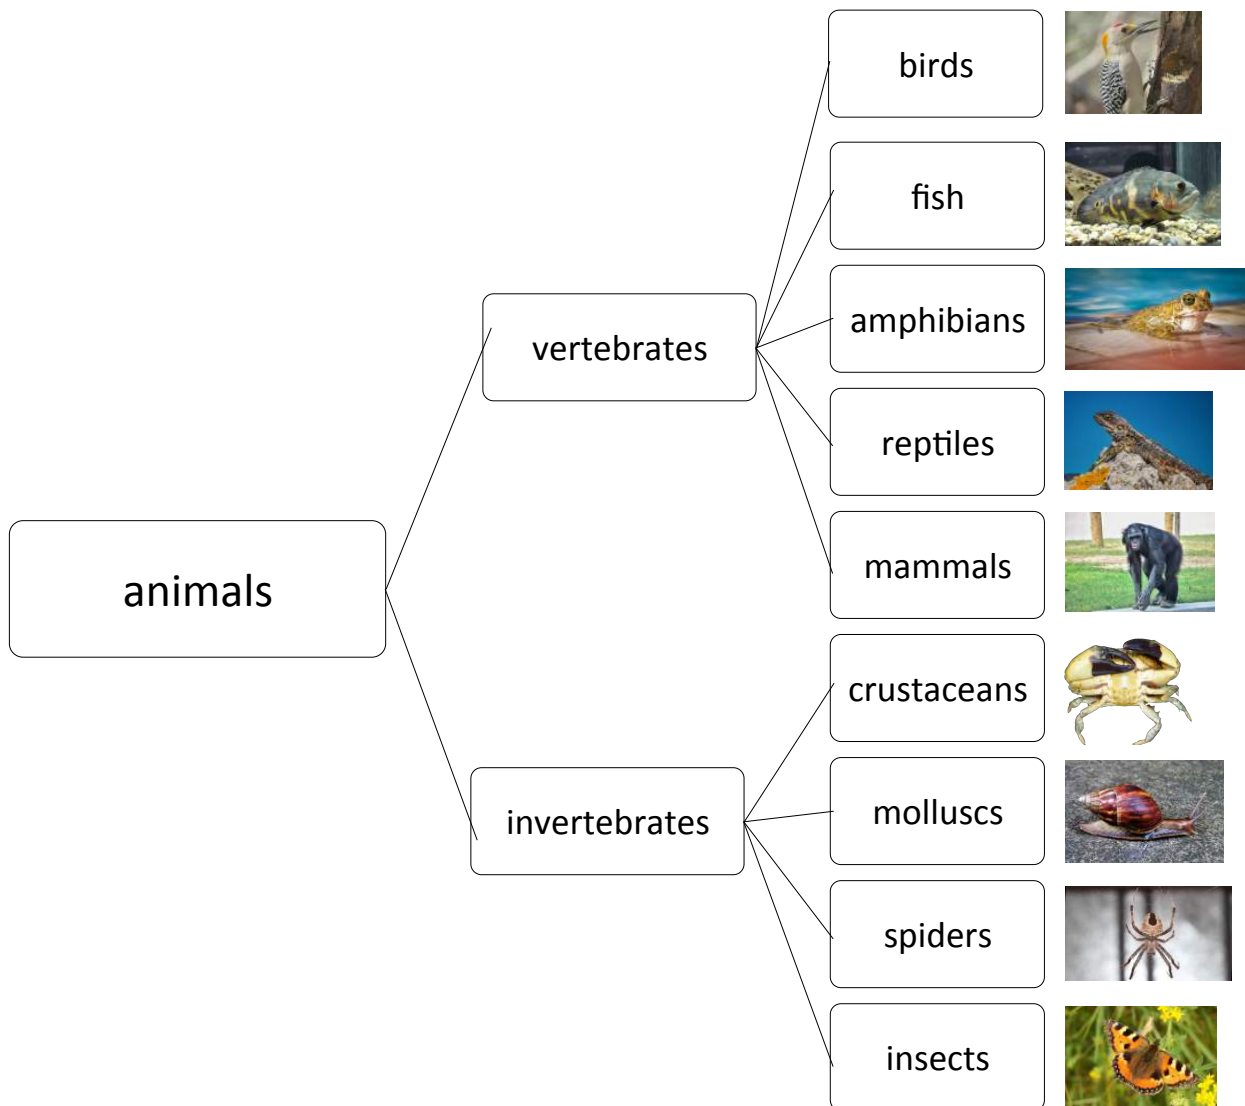 birds
fish
amphibians
vertebrates
reptiles
animals
mammals
crustaceans
invertebrates
molluscs
spiders
insects